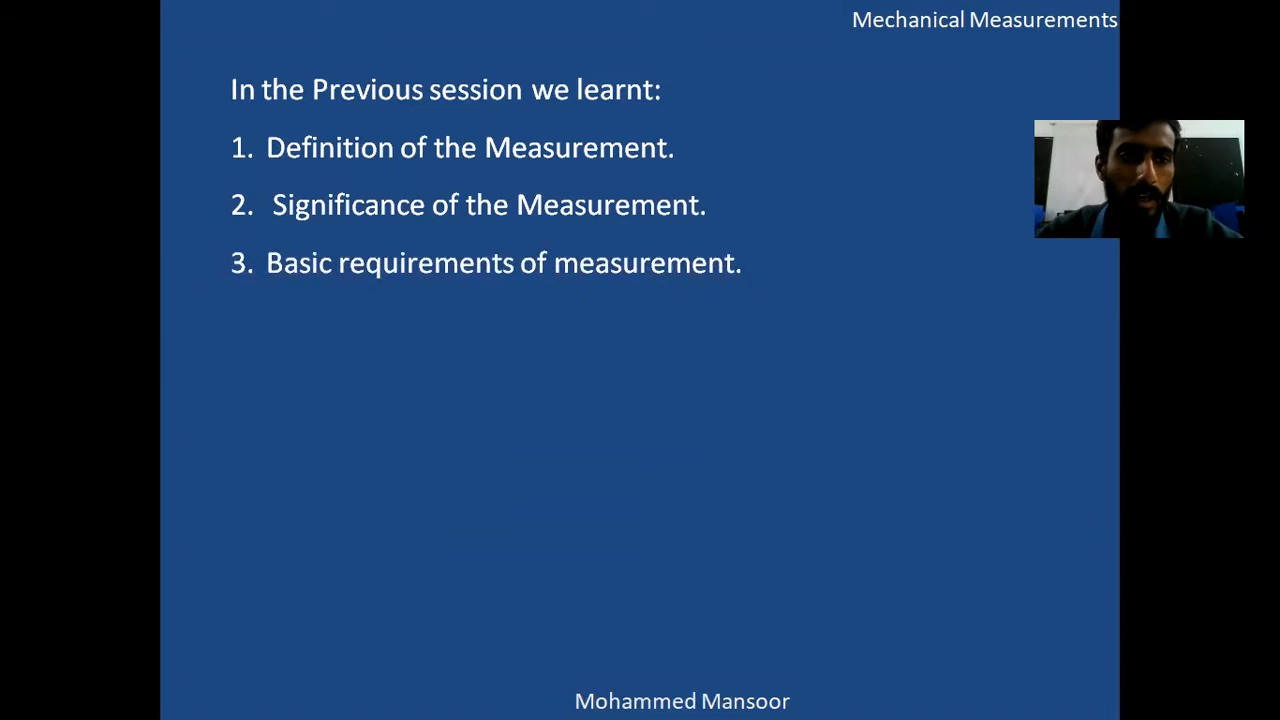 Mechanical Measurements
In the Previous session we learnt:
1. Definition of the Measurement.
2. Significance of the Measurement.
3. Basic requirements of measurement.
Mohammed Mansoor